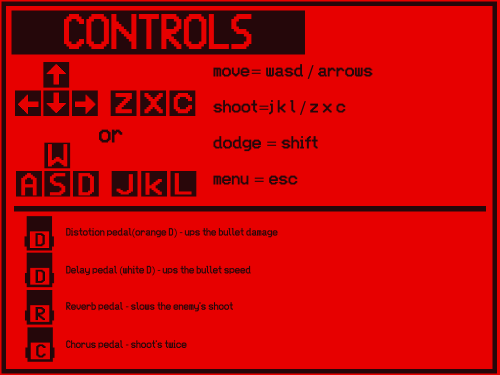 CONTROLS
↑
← ↓ → Z X C
or
W
A S D J k L
move= wasd / arrows
shoot=j k l / z x c
dodge = shift
menu = esc
D Distotion pedal(orange D) - ups the bullet damage
D Delay pedal (white D) - ups the bullet speed
R Reverb pedal - slows the enemy's shoot
C Chorus pedal - shoot's twice